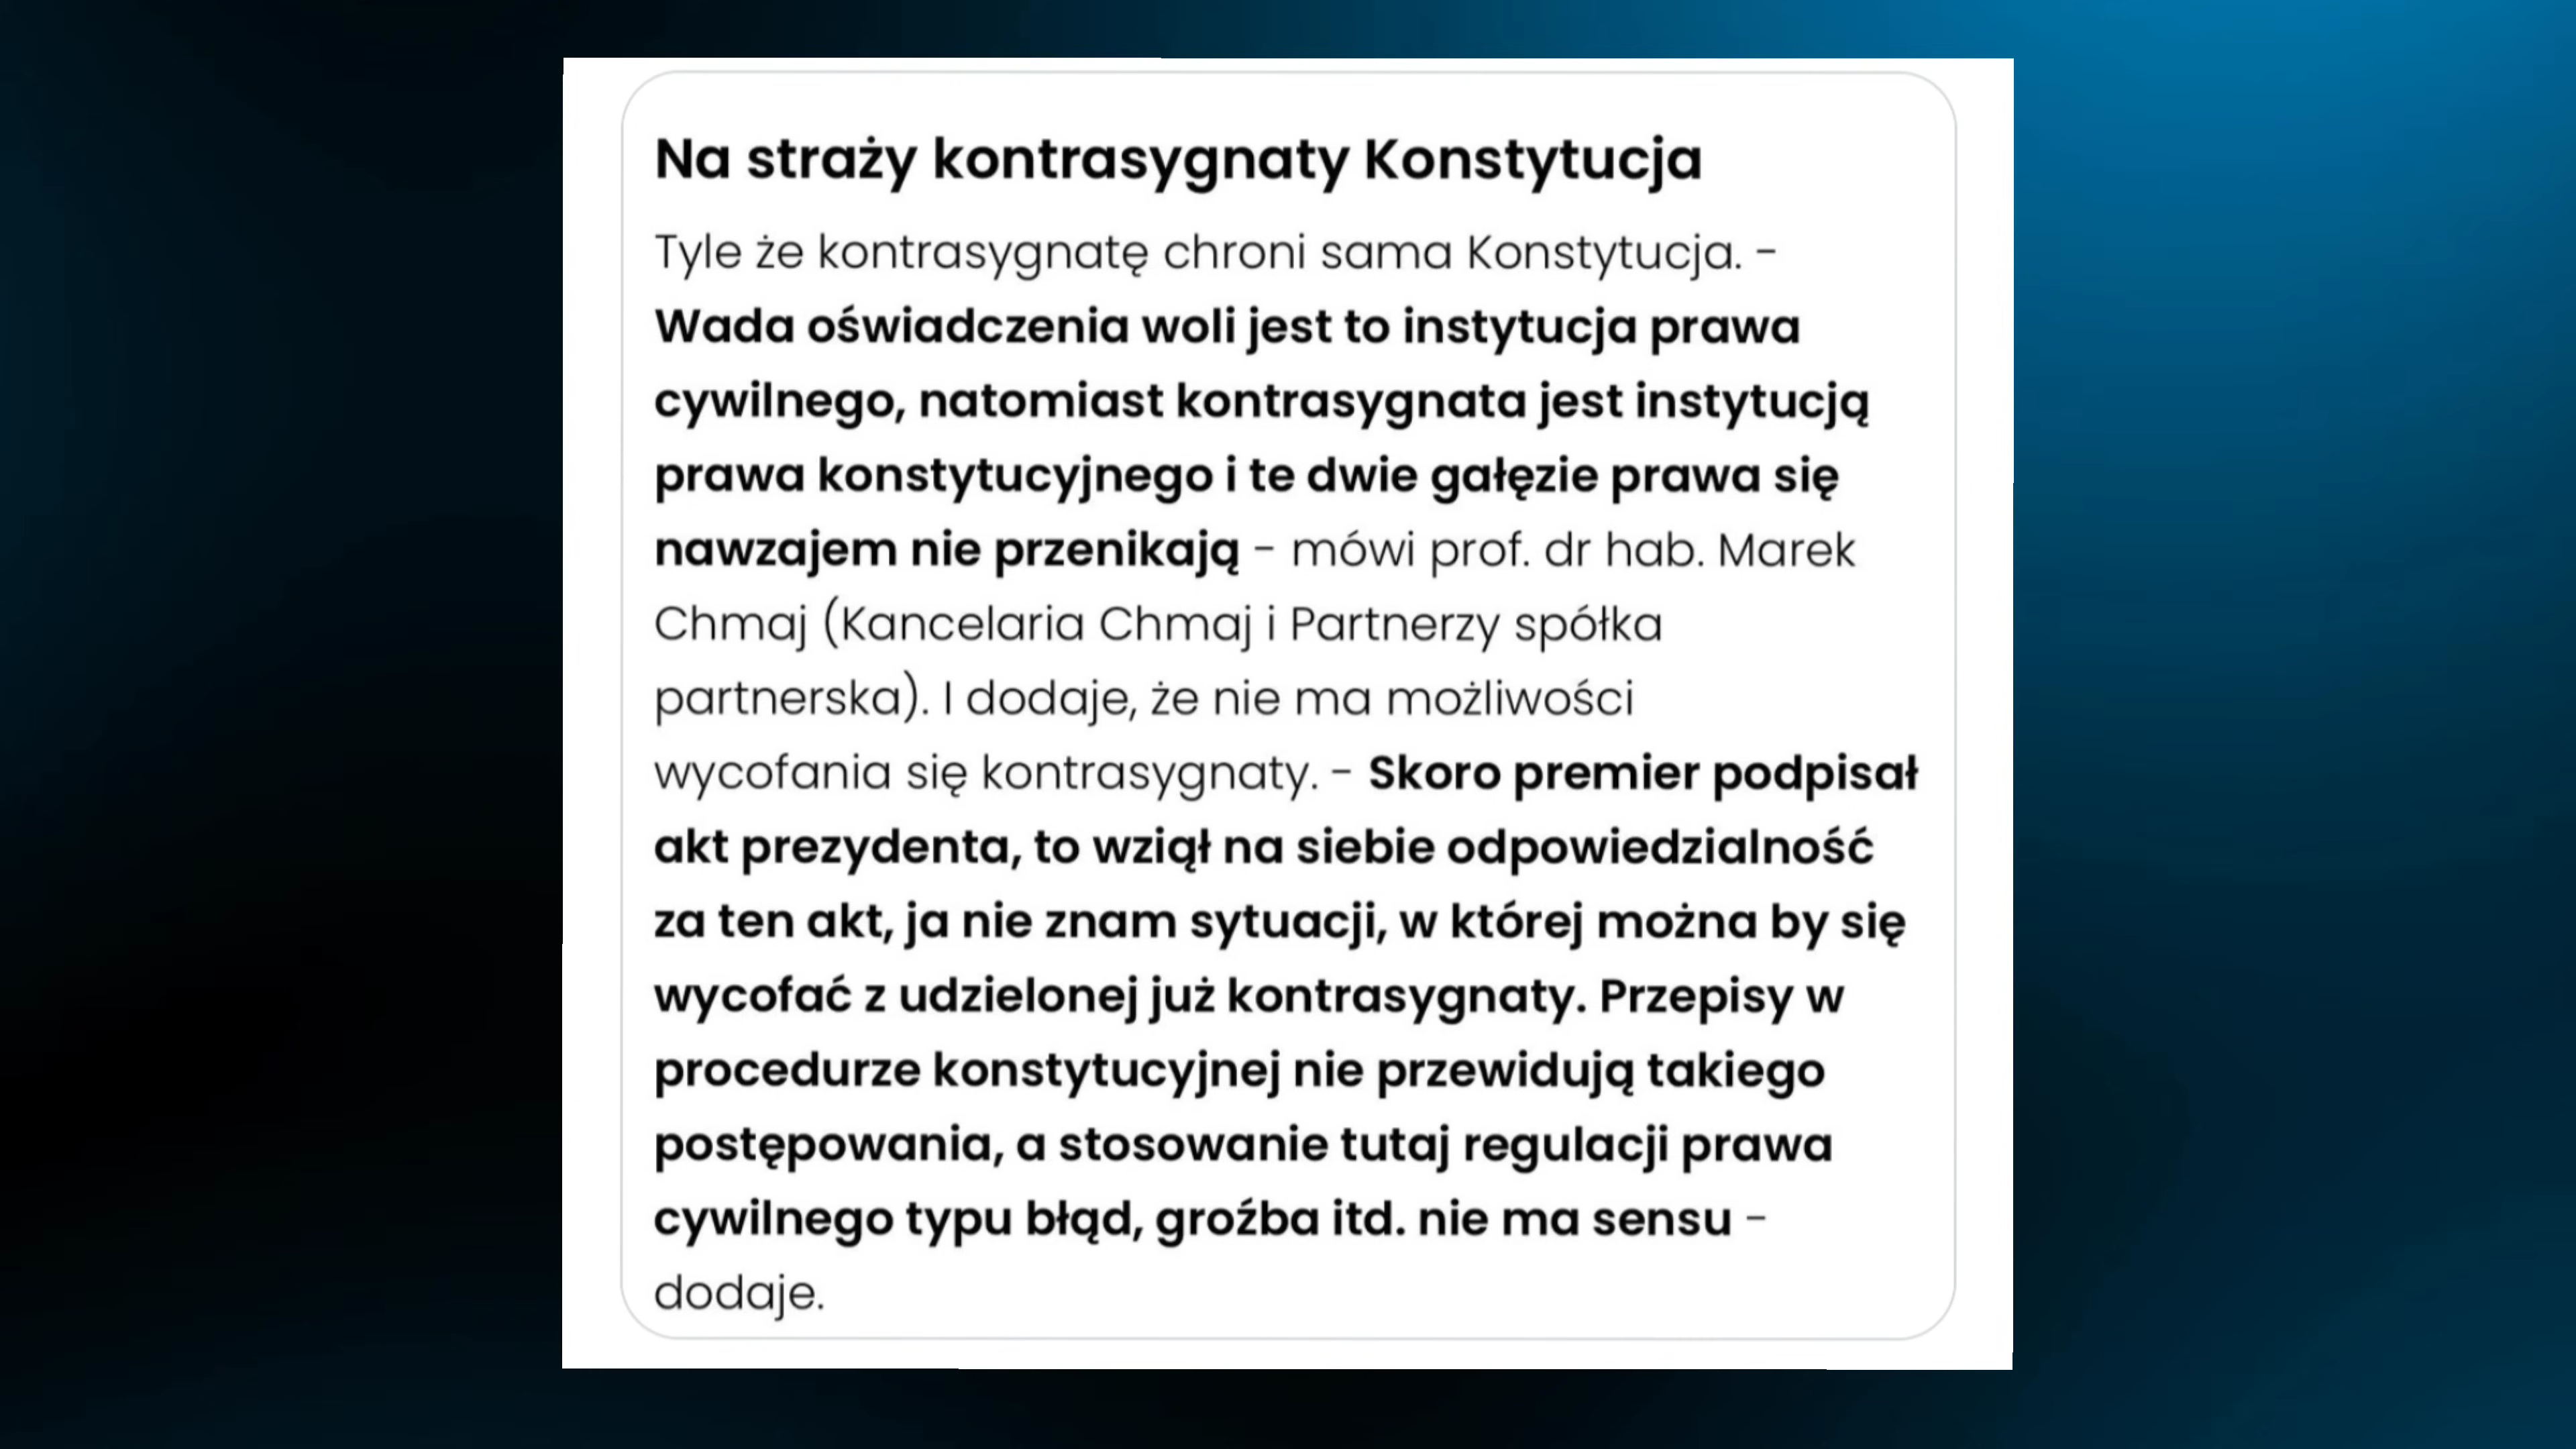 Na straży kontrasygnaty Konstytucja
Tyle że kontrasygnatę chroni sama Konstytucja. -
Wada oświadczenia woli jest to instytucja prawa
cywilnego, natomiast kontrasygnata jest instytucją
prawa konstytucyjnego i te dwie gałęzie prawa się
nawzajem nie przenikają - mówi prof. dr hab. Marek
Chmaj (Kancelaria Chmaj i Partnerzy spółka
partnerska). I dodaje, że nie ma możliwości
wycofania się kontrasygnaty. - Skoro premier podpisał
akt prezydenta, to wziął na siebie odpowiedzialność
za ten akt, ja nie znam sytuacji, w której można by się
wycofać z udzielonej już kontrasygnaty. Przepisy w
procedurze konstytucyjnej nie przewidują takiego
postępowania, a stosowanie tutaj regulacji prawa
cywilnego typu błąd, groźba itd. nie ma sensu -
dodaje.